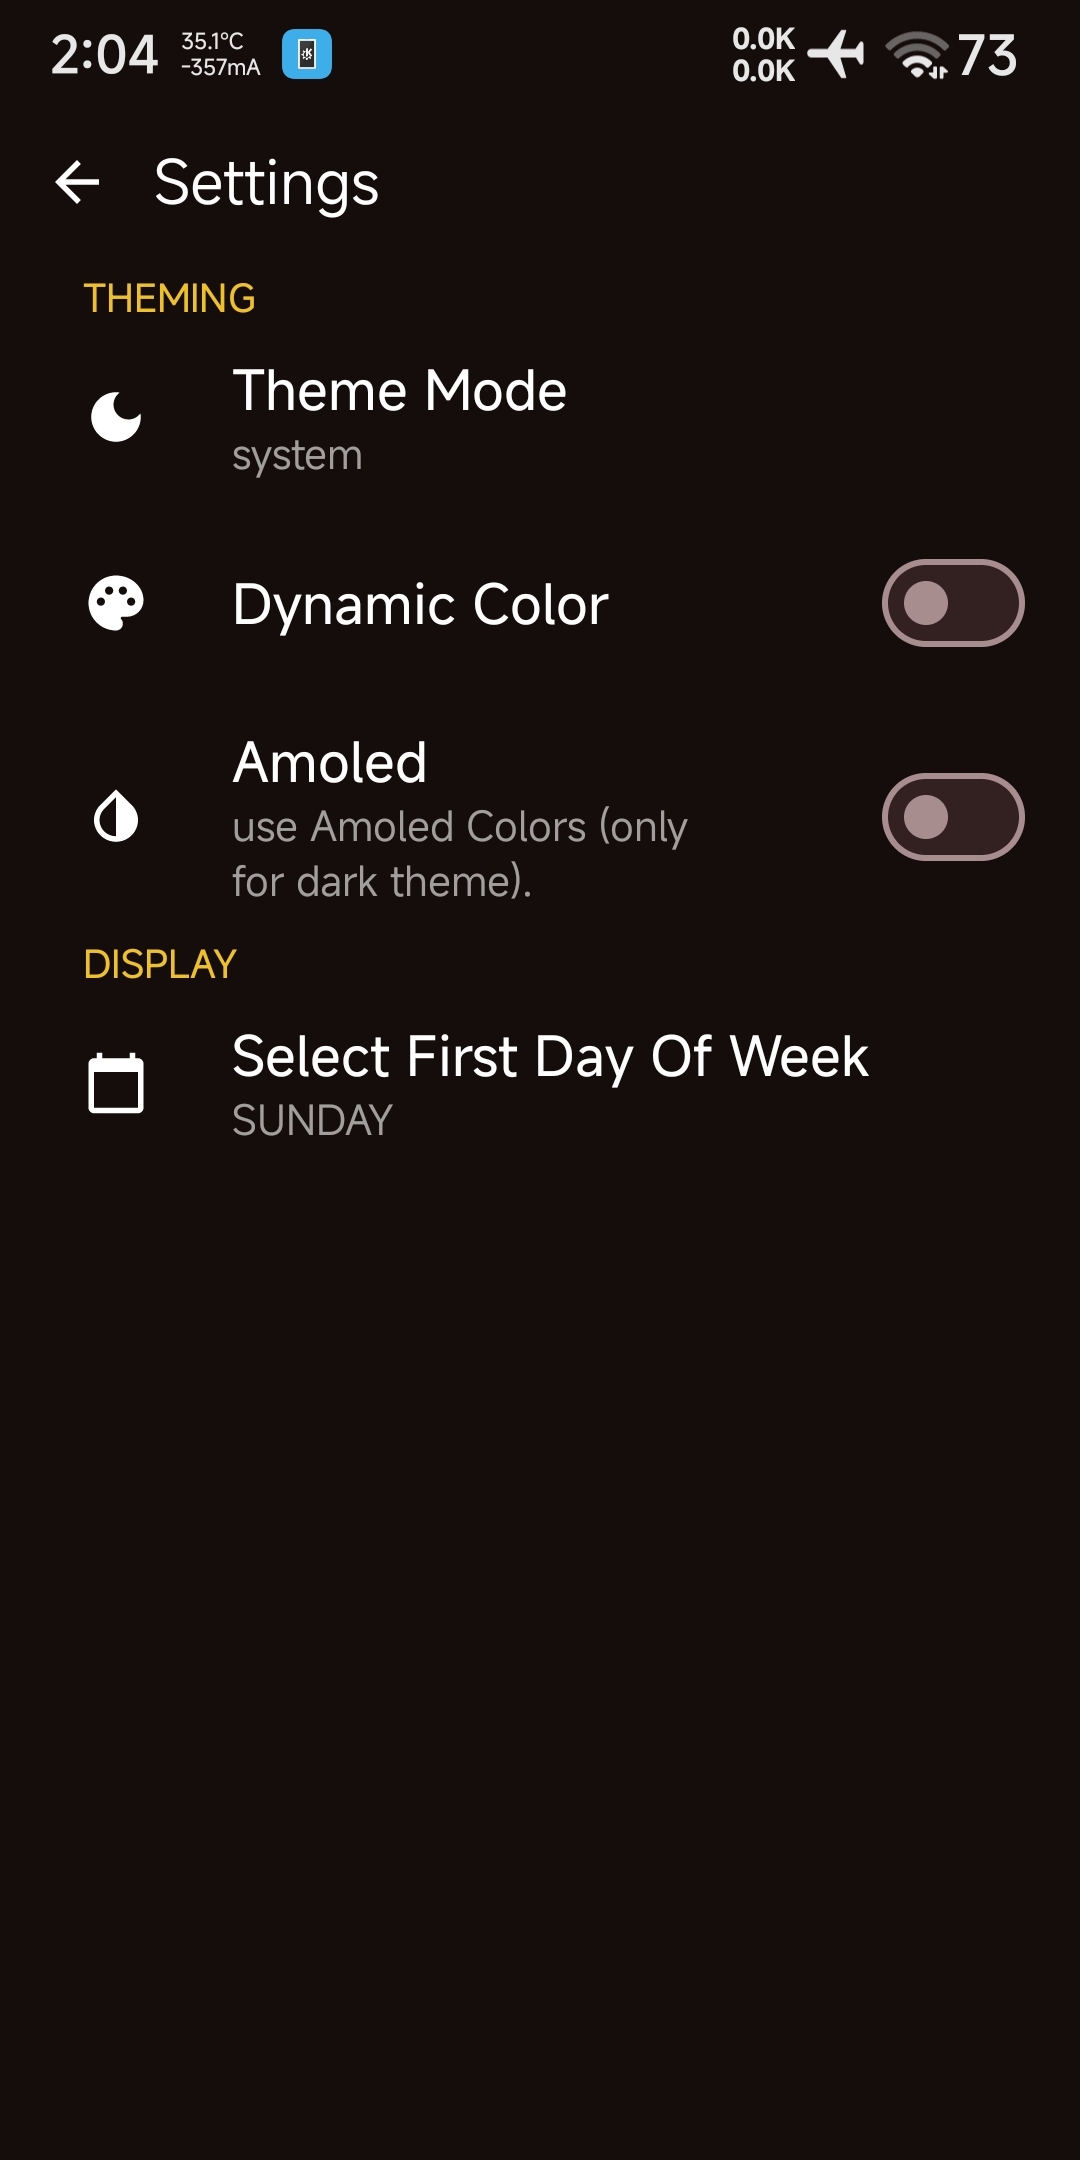 2:04
35.1°C
-357mA
0.0K
0.0K
73
Settings
THEMING
Theme Mode
system
Dynamic Color
Amoled
use Amoled Colors (only
for dark theme).
DISPLAY
Select First Day Of Week
SUNDAY